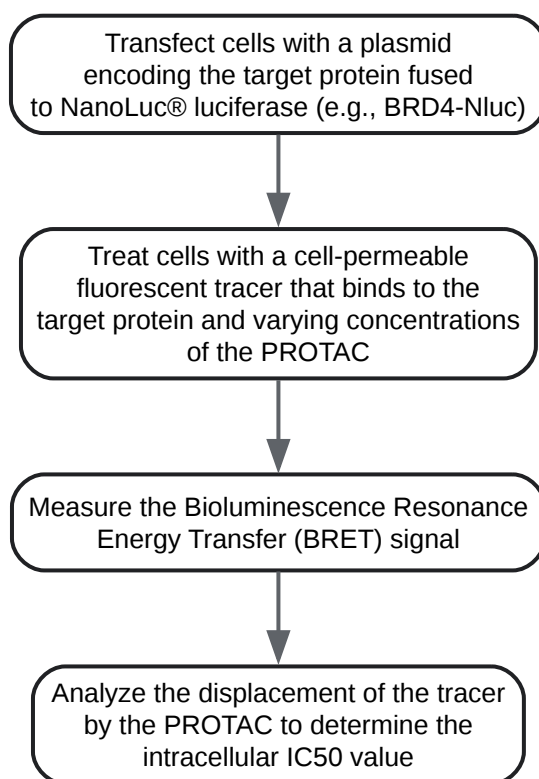 Transfect cells with a plasmid
encoding the target protein fused
to NanoLuc® luciferase (e.g., BRD4-Nluc)
Treat cells with a cell-permeable
fluorescent tracer that binds to the
target protein and varying concentrations
of the PROTAC
Measure the Bioluminescence Resonance
Energy Transfer (BRET) signal
Analyze the displacement of the tracer
by the PROTAC to determine the
intracellular IC50 value